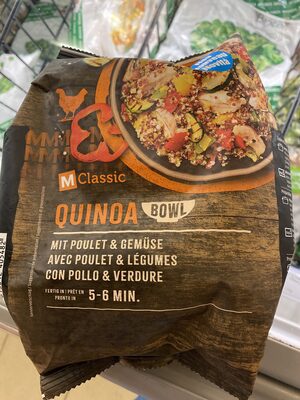 M Classic
QUINOA BOWL
MIT POULET & GEMÜSE
AVEC POULET & LÉGUMES
CON POLLO & VERDURE
FERTIG IN | PRÊT EN
PRONTO IN 5-6 MIN.